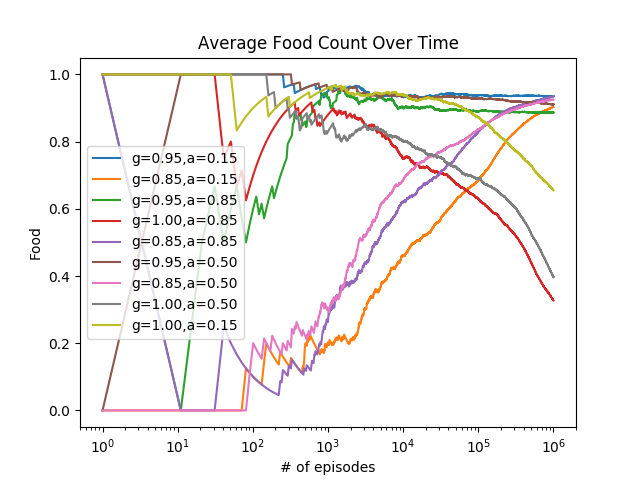 Average Food Count Over Time
Food
1.0
0.8
0.6
0.4
0.2
0.0
g=0.95,a=0.15
g=0.85,a=0.15
g=0.95,a=0.85
g=1.00,a=0.85
g=0.85,a=0.85
g=0.95,a=0.50
g=0.85,a=0.50
g=1.00,a=0.50
g=1.00,a=0.15
10⁰ 10¹ 10² 10³ 10⁴ 10⁵ 10⁶
# of episodes